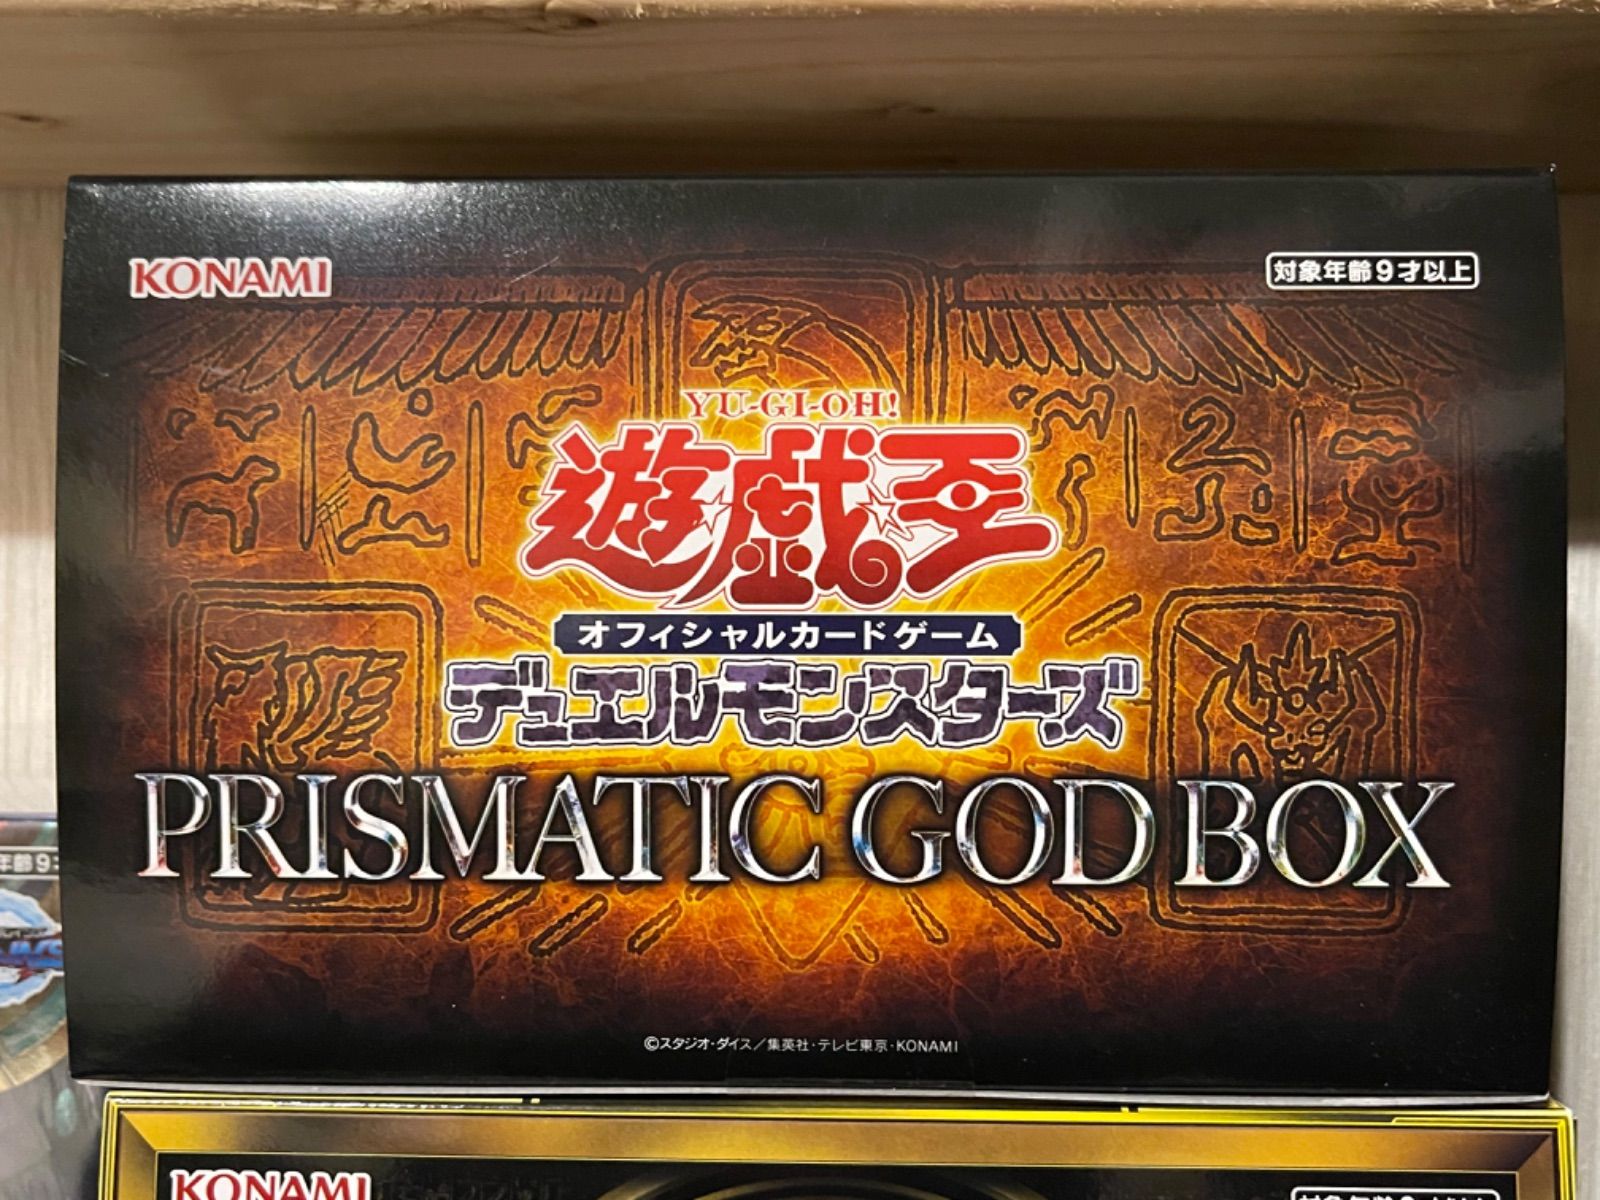 KONAMI
対象年齢9才以上
YU-GI-OH!
遊☆戯☆王
オフィシャルカードゲーム
デュエルモンスターズ
PRISMATIC GOD BOX
©スタジオ・ダイス/集英社・テレビ東京・KONAMI
年齢9
KONAMI